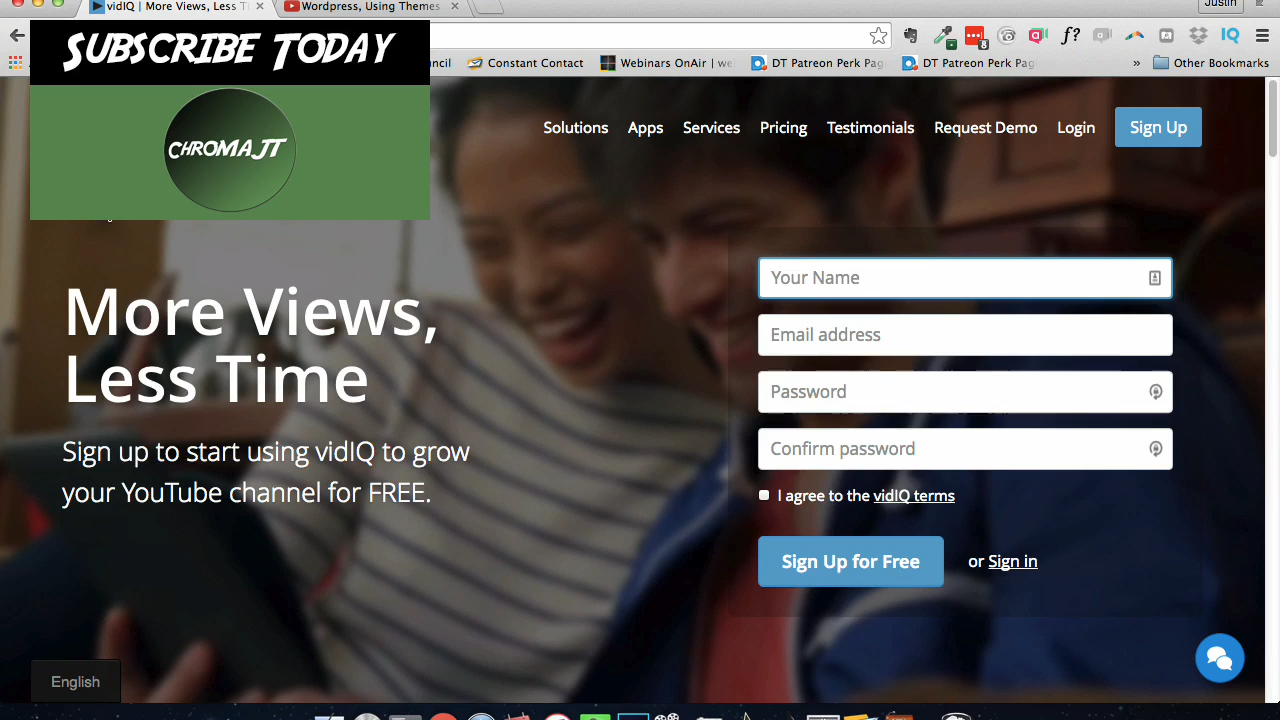 vidIQ | More Views, Less T
Wordpress, Using Themes
Justin
SUBSCRIBE TODAY
CHROMAJT
f?
IQ
8
Constant Contact
Webinars OnAir | we
DT Patreon Perk Pag
DT Patreon Perk Pag
»
Other Bookmarks
Solutions
Apps
Services
Pricing
Testimonials
Request Demo
Login
Sign Up
More Views,
Less Time
Sign up to start using vidIQ to grow
your YouTube channel for FREE.
Your Name
Email address
Password
Confirm password
I agree to the vidIQ terms
Sign Up for Free
or Sign in
English